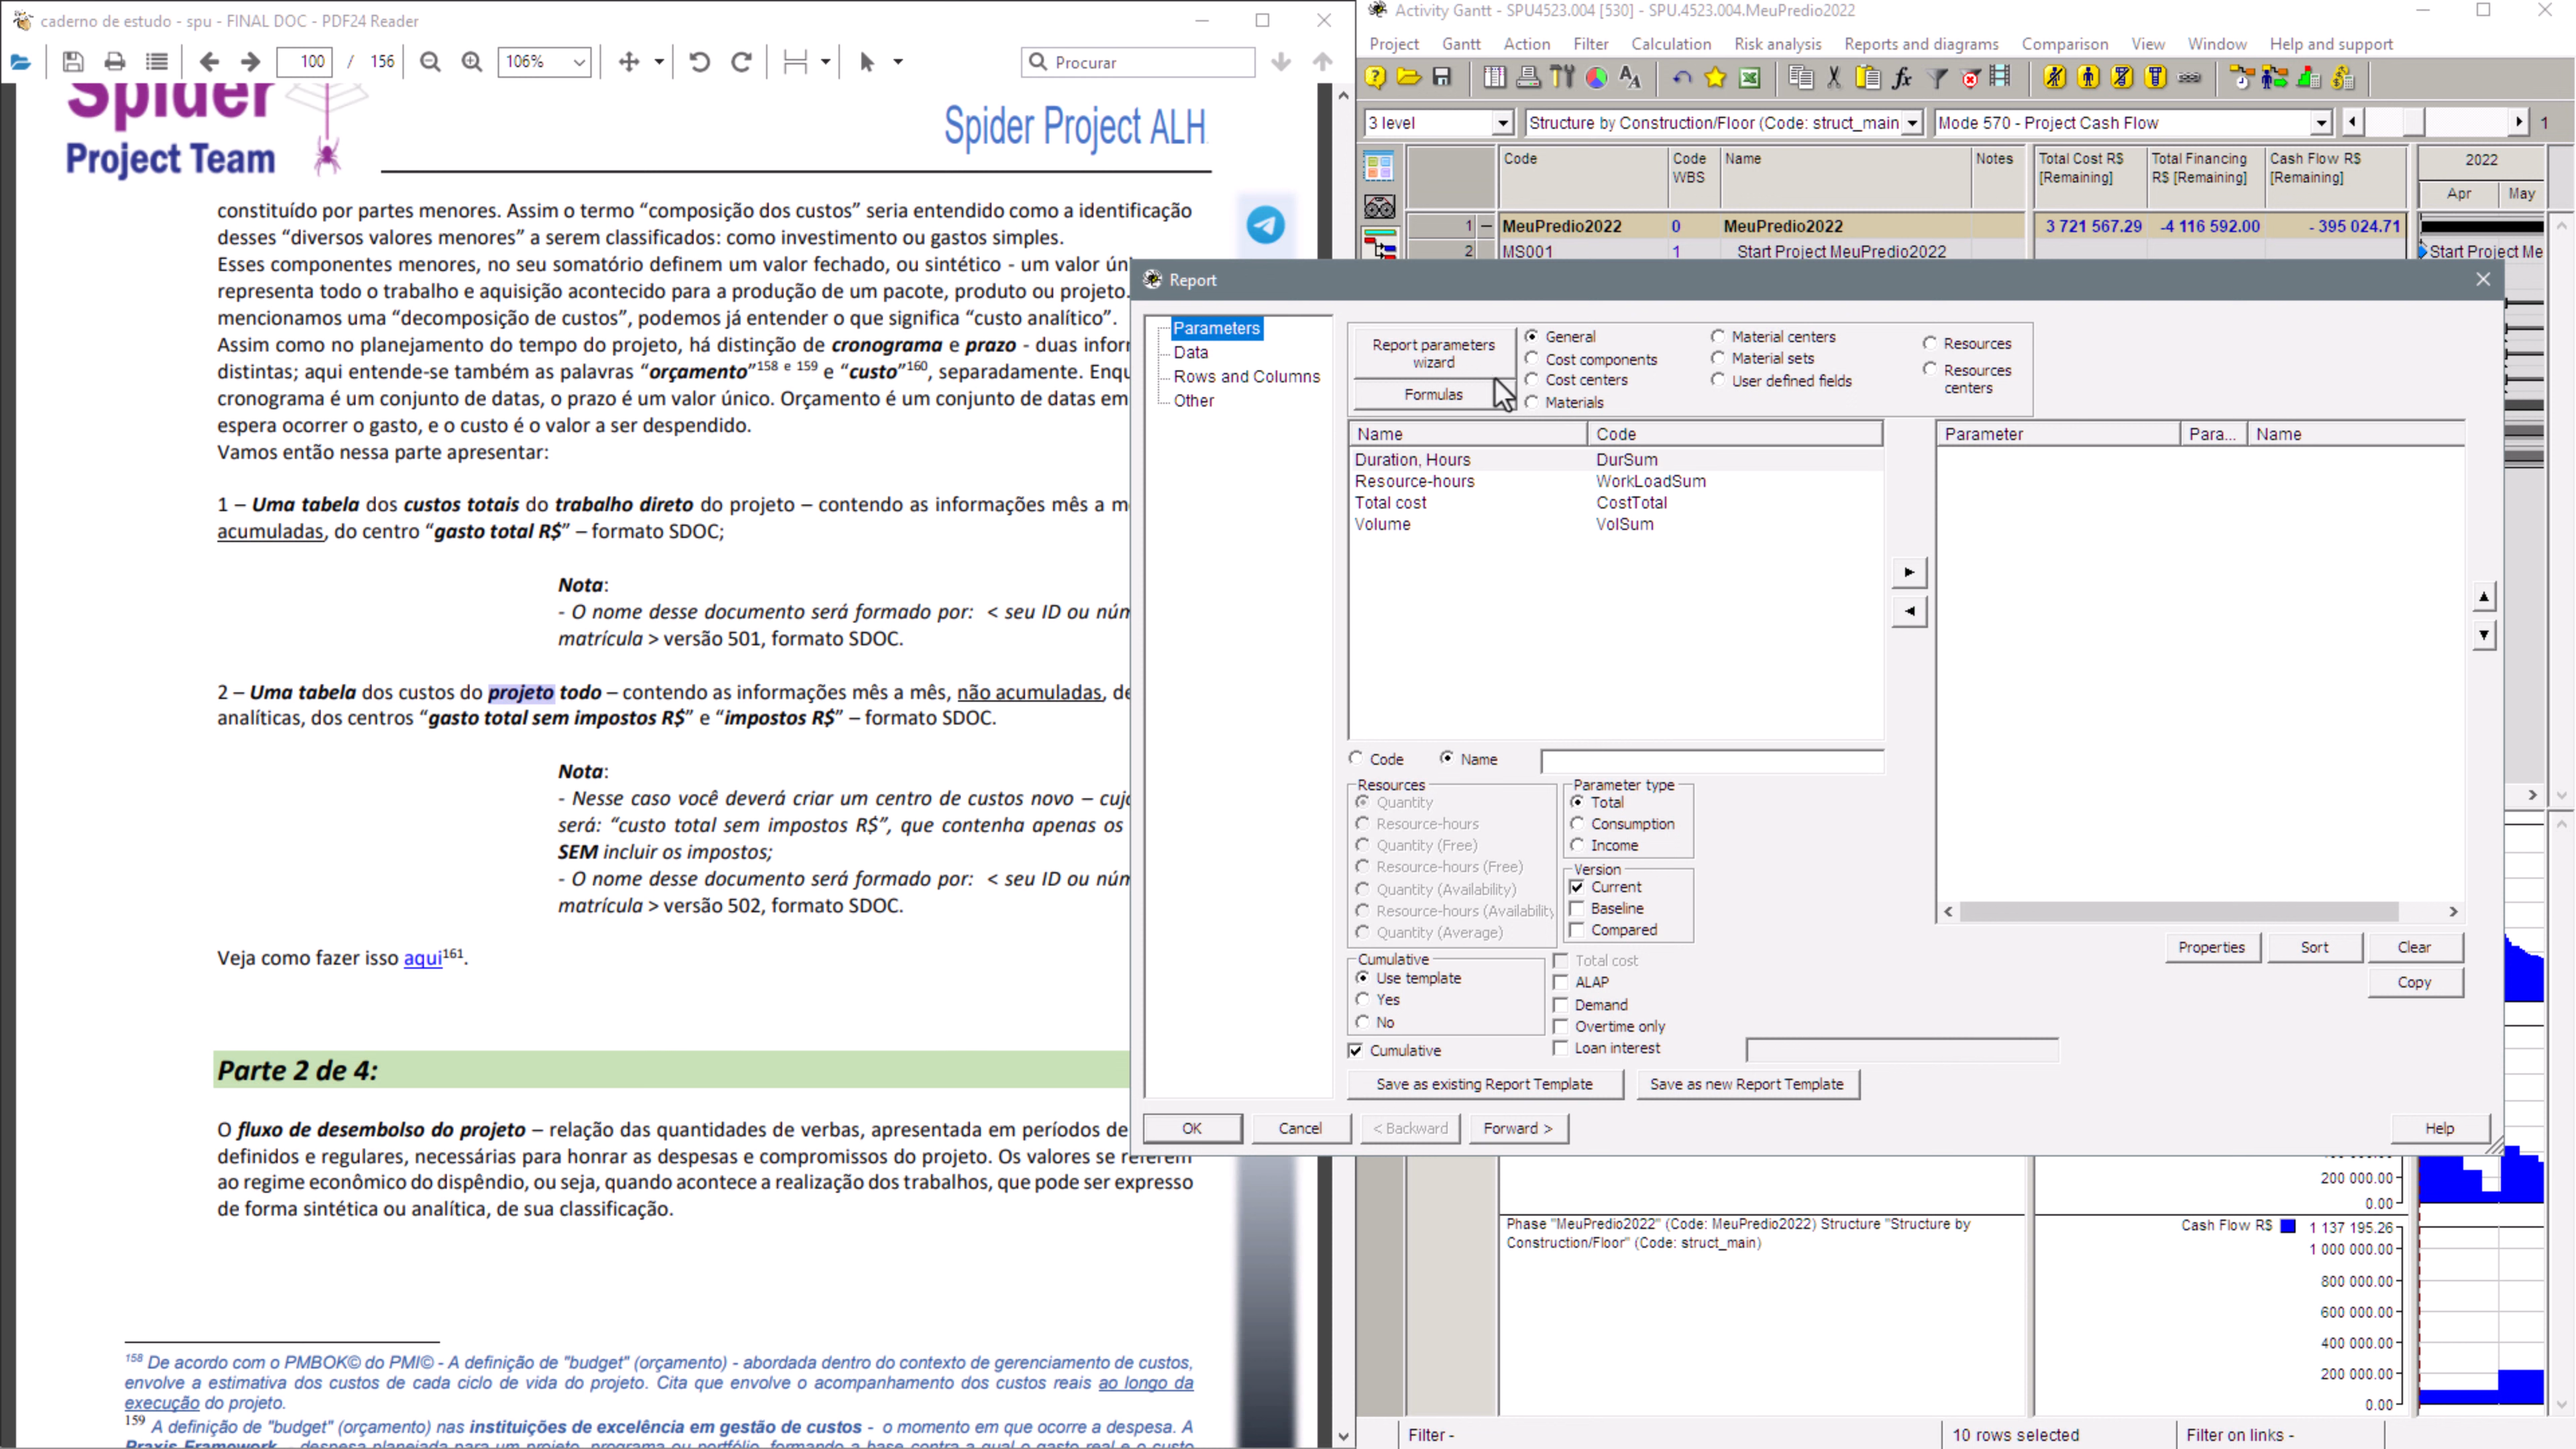 caderno de estudo - spu - FINAL DOC - PDF24 Reader
100 / 156
106%
Procurar
Spider
Project Team
Spider Project ALH
constituído por partes menores. Assim o termo “composição dos custos” seria entendido como a identificação
desses “diversos valores menores” a serem classificados: como investimento ou gastos simples.
Esses componentes menores, no seu somatório definem um valor fechado, ou sintético - um valor
representa todo o trabalho e aquisição acontecido para a produção de um pacote, produto ou projeto.
mencionamos uma “decomposição de custos”, podemos já entender o que significa “custo analítico”.
Assim como no planejamento do tempo do projeto, há distinção de cronograma e prazo - duas
distintas; aqui entende-se também as palavras “orçamento”158 e 159 e “custo”160, separadamente.
cronograma é um conjunto de datas, o prazo é um valor único. Orçamento é um conjunto de datas em
espera ocorrer o gasto, e o custo é o valor a ser despendido.
Vamos então nessa parte apresentar:
1 – Uma tabela dos custos totais do trabalho direto do projeto – contendo as informações mês a
acumuladas, do centro “gasto total R$” – formato SDOC;
Nota:
- O nome desse documento será formado por: < seu ID ou
matrícula > versão 501, formato SDOC.
2 – Uma tabela dos custos do projeto todo – contendo as informações mês a mês, não acumuladas,
analíticas, dos centros “gasto total sem impostos R$” e “impostos R$” – formato SDOC.
Nota:
- Nesse caso você deverá criar um centro de custos novo –
será: “custo total sem impostos R$”, que contenha apenas os
SEM incluir os impostos;
- O nome desse documento será formado por: < seu ID ou
matrícula > versão 502, formato SDOC.
Veja como fazer isso aqui161.
Parte 2 de 4:
O fluxo de desembolso do projeto – relação das quantidades de verbas, apresentada em períodos de
definidos e regulares, necessárias para honrar as despesas e compromissos do projeto. Os valores se referem
ao regime econômico do dispêndio, ou seja, quando acontece a realização dos trabalhos, que pode ser expresso
de forma sintética ou analítica, de sua classificação.
158 De acordo com o PMBOK© do PMI© - A definição de "budget" (orçamento) - abordada dentro do contexto de gerenciamento de custos,
envolve a estimativa dos custos de cada ciclo de vida do projeto. Cita que envolve o acompanhamento dos custos reais ao longo da
execução do projeto.
159 A definição de "budget" (orçamento) nas instituições de excelência em gestão de custos - o momento em que ocorre a despesa. A
Praxis Framework - despesa planejada para um projeto, programa ou portfólio, formando a base contra a qual o gasto real e o custo
Activity Gantt - SPU4523.004 [530] - SPU.4523.004.MeuPredio2022
Project Gantt Action Filter Calculation Risk analysis Reports and diagrams Comparison View Window Help and support
3 level
Structure by Construction/Floor (Code: struct_main
Mode 570 - Project Cash Flow
1
Code
Code WBS
Name
Notes
Total Cost R$ [Remaining]
Total Financing R$ [Remaining]
Cash Flow R$ [Remaining]
2022
Apr
May
1 MeuPredio2022 0 MeuPredio2022 3 721 567.29 -4 116 592.00 - 395 024.71
2 MS001 1 Start Project MeuPredio2022
Start Project Me
Report
Parameters
Data
Rows and Columns
Other
Report parameters
wizard
Formulas
General
Cost components
Cost centers
Materials
Material centers
Material sets
User defined fields
Resources
Resources
centers
Name Code
Duration, Hours DurSum
Resource-hours WorkLoadSum
Total cost CostTotal
Volume VolSum
Parameter Para... Name
Code
Name
Resources
Quantity
Resource-hours
Quantity (Free)
Resource-hours (Free)
Quantity (Availability)
Resource-hours (Availability
Quantity (Average)
Parameter type
Total
Consumption
Income
Version
Current
Baseline
Compared
Cumulative
Use template
Yes
No
Cumulative
Total cost
ALAP
Demand
Overtime only
Loan interest
Properties
Sort
Clear
Copy
Save as existing Report Template
Save as new Report Template
OK
Cancel
< Backward
Forward >
Help
200 000.00
0.00
Phase "MeuPredio2022" (Code: MeuPredio2022) Structure "Structure by
Construction/Floor" (Code: struct_main)
Cash Flow R$
1 137 195.26
1 000 000.00
800 000.00
600 000.00
400 000.00
200 000.00
0.00
Filter -
10 rows selected
Filter on links -